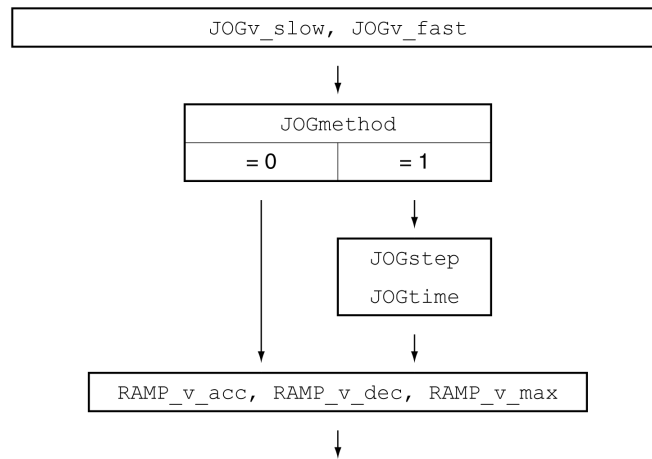 JOGv_slow, JOGv_fast
JOGmethod
= 0 = 1
JOGstep
JOGtime
RAMP_v_acc, RAMP_v_dec, RAMP_v_max